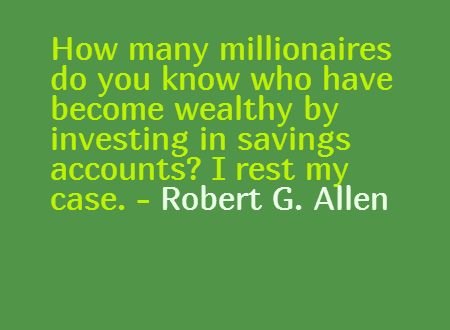 How many millionaires
do you know who have
become wealthy by
investing in savings
accounts? I rest my
case. - Robert G. Allen